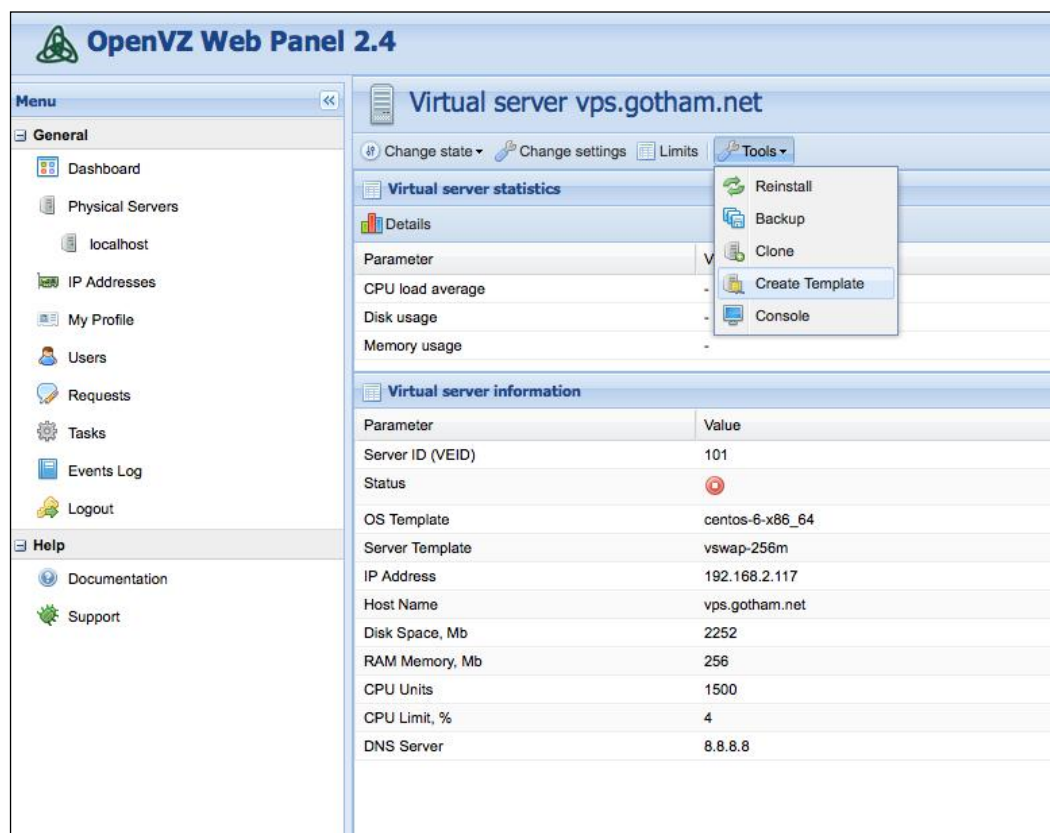 OpenVZ Web Panel 2.4
Menu
General
Dashboard
Physical Servers
localhost
IP Addresses
My Profile
Users
Requests
Tasks
Events Log
Logout
Help
Documentation
Support
Virtual server vps.gotham.net
Change state Change settings Limits Tools
Reinstall
Backup
Clone
Create Template
Console
Virtual server statistics
Details
Parameter V
CPU load average -
Disk usage -
Memory usage -
Virtual server information
Parameter Value
Server ID (VEID) 101
Status
OS Template centos-6-x86_64
Server Template vswap-256m
IP Address 192.168.2.117
Host Name vps.gotham.net
Disk Space, Mb 2252
RAM Memory, Mb 256
CPU Units 1500
CPU Limit, % 4
DNS Server 8.8.8.8